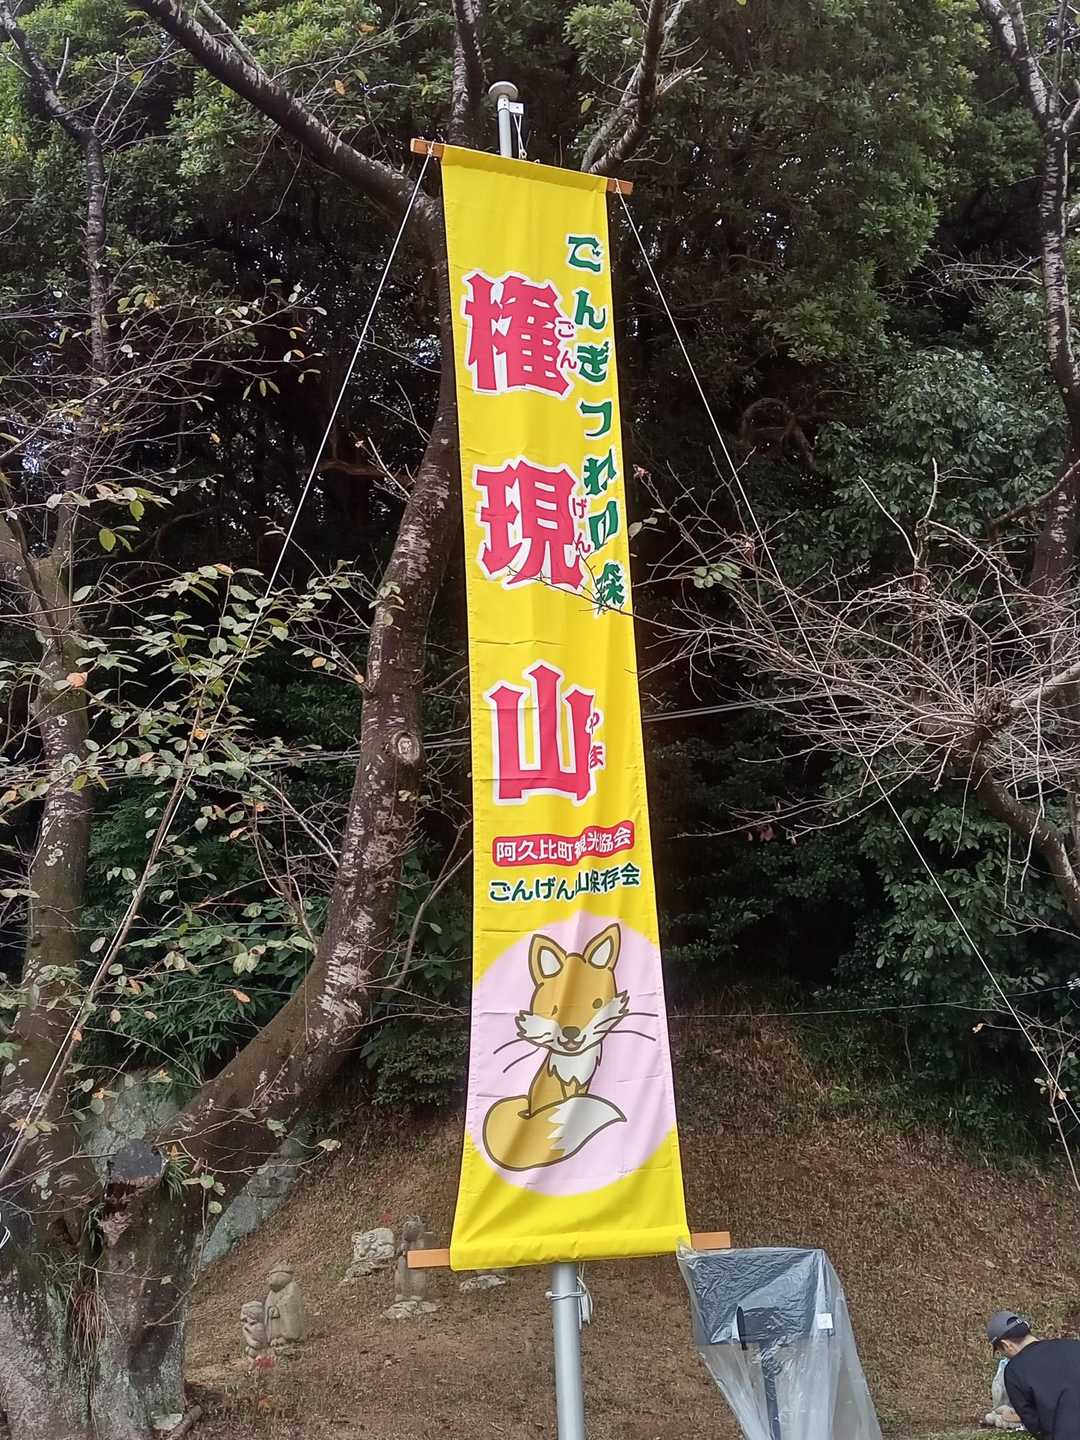 ごんぎつねの森
権現山
ごんげんやま
阿久比町観光協会
ごんげん山保存会